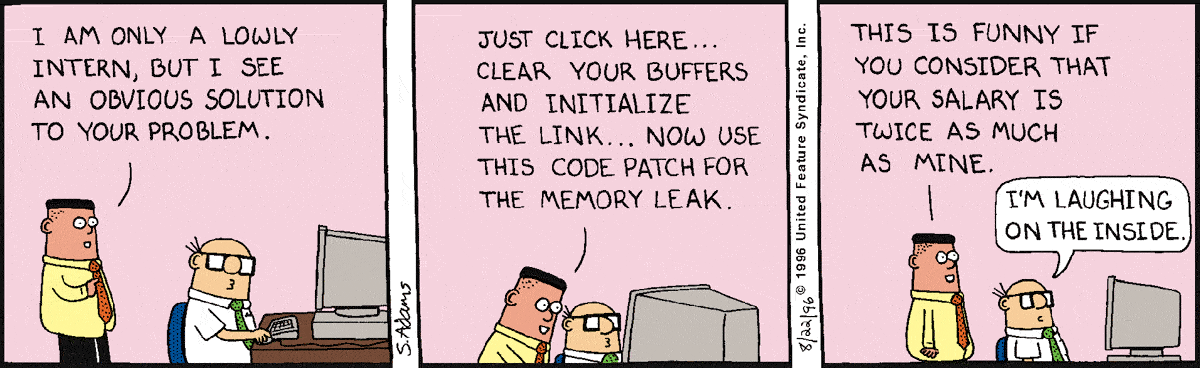 I AM ONLY A LOWLY
INTERN, BUT I SEE
AN OBVIOUS SOLUTION
TO YOUR PROBLEM.
S. Adams
JUST CLICK HERE...
CLEAR YOUR BUFFERS
AND INITIALIZE
THE LINK... NOW USE
THIS CODE PATCH FOR
THE MEMORY LEAK.
8/22/96 © 1996 United Feature Syndicate, Inc.
THIS IS FUNNY IF
YOU CONSIDER THAT
YOUR SALARY IS
TWICE AS MUCH
AS MINE.
I'M LAUGHING
ON THE INSIDE.